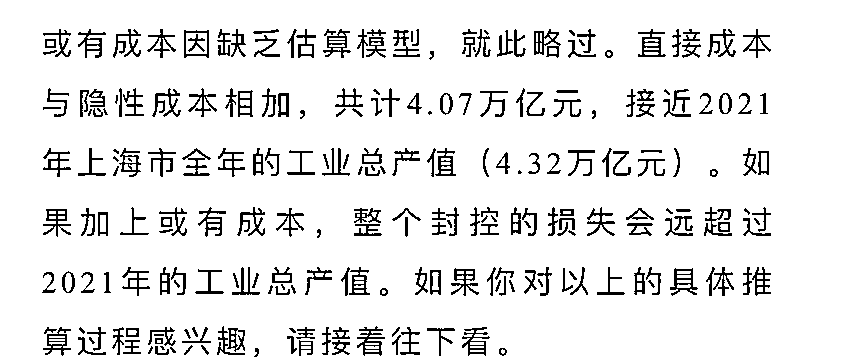 或有成本因缺乏估算模型，就此略过。直接成本
与隐性成本相加，共计4.07万亿元，接近2021
年上海市全年的工业总产值（4.32万亿元）。如
果加上或有成本，整个封控的损失会远超过
2021年的工业总产值。如果你对以上的具体推
算过程感兴趣，请接着往下看。